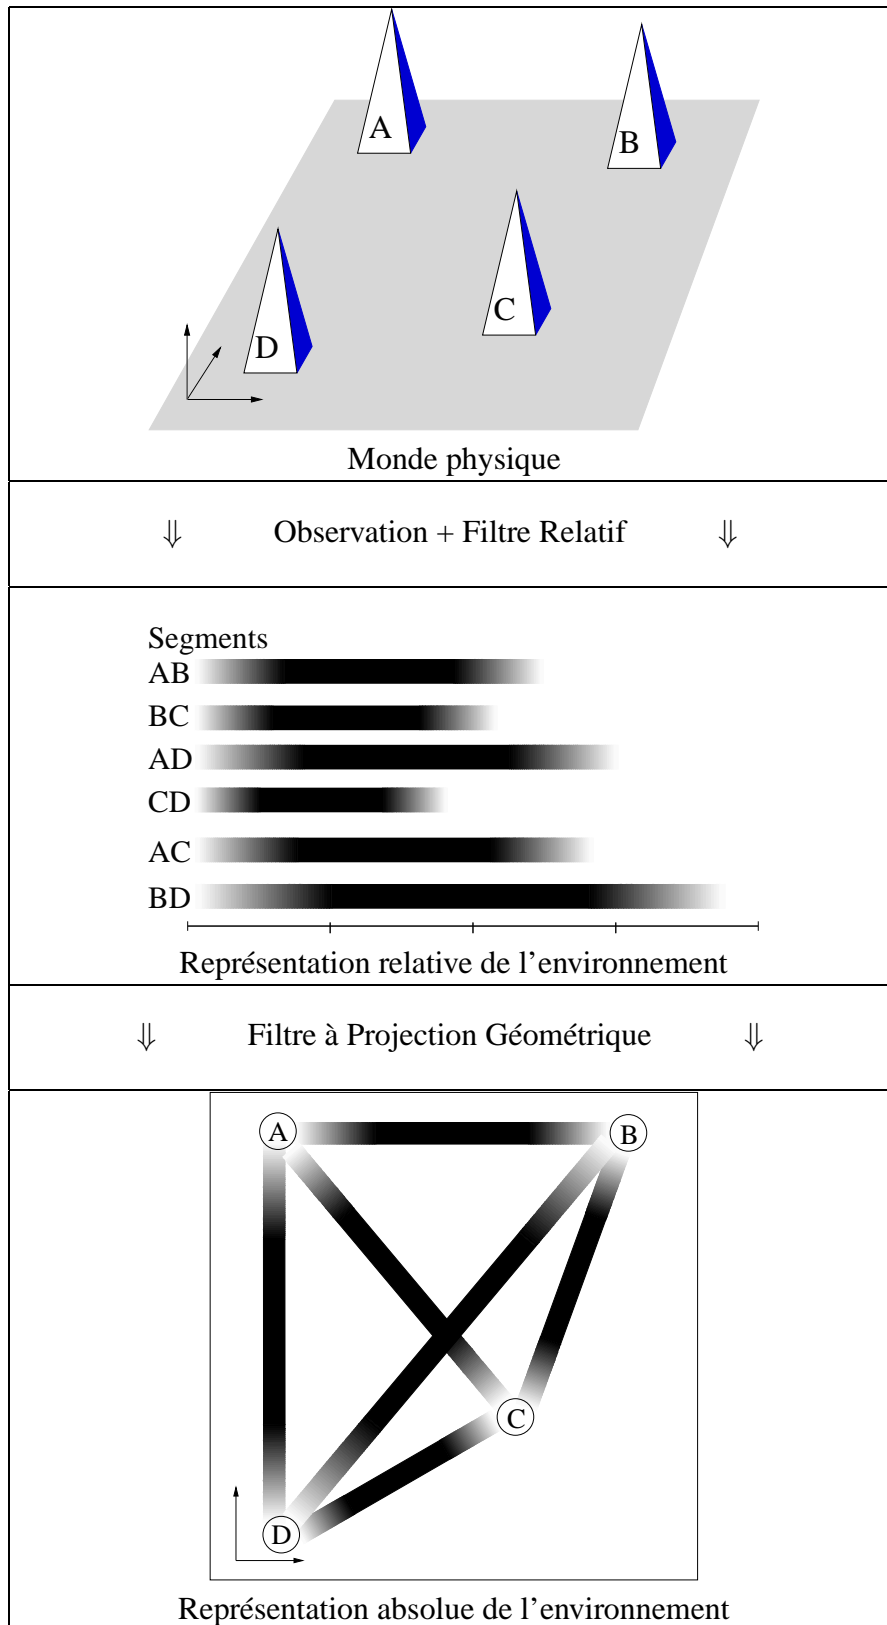 A
B
C
D
Monde physique
⇓ Observation + Filtre Relatif ⇓
Segments
AB
BC
AD
CD
AC
BD
Représentation relative de l'environnement
⇓ Filtre à Projection Géométrique ⇓
A
B
C
D
Représentation absolue de l'environnement